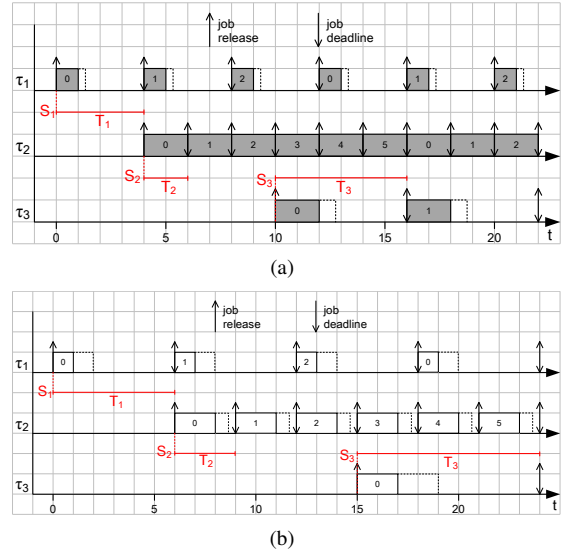 job release
job deadline
τ1
0 1 2 0 1 2
S1
T1
τ2
0 1 2 3 4 5 0 1 2
S2
T2
S3
T3
τ3
0 1
0 5 10 15 20 t
(a)
job release
job deadline
τ1
0 1 2 0
S1
T1
τ2
0 1 2 3 4 5
S2
T2
S3
T3
τ3
0
0 5 10 15 20 t
(b)